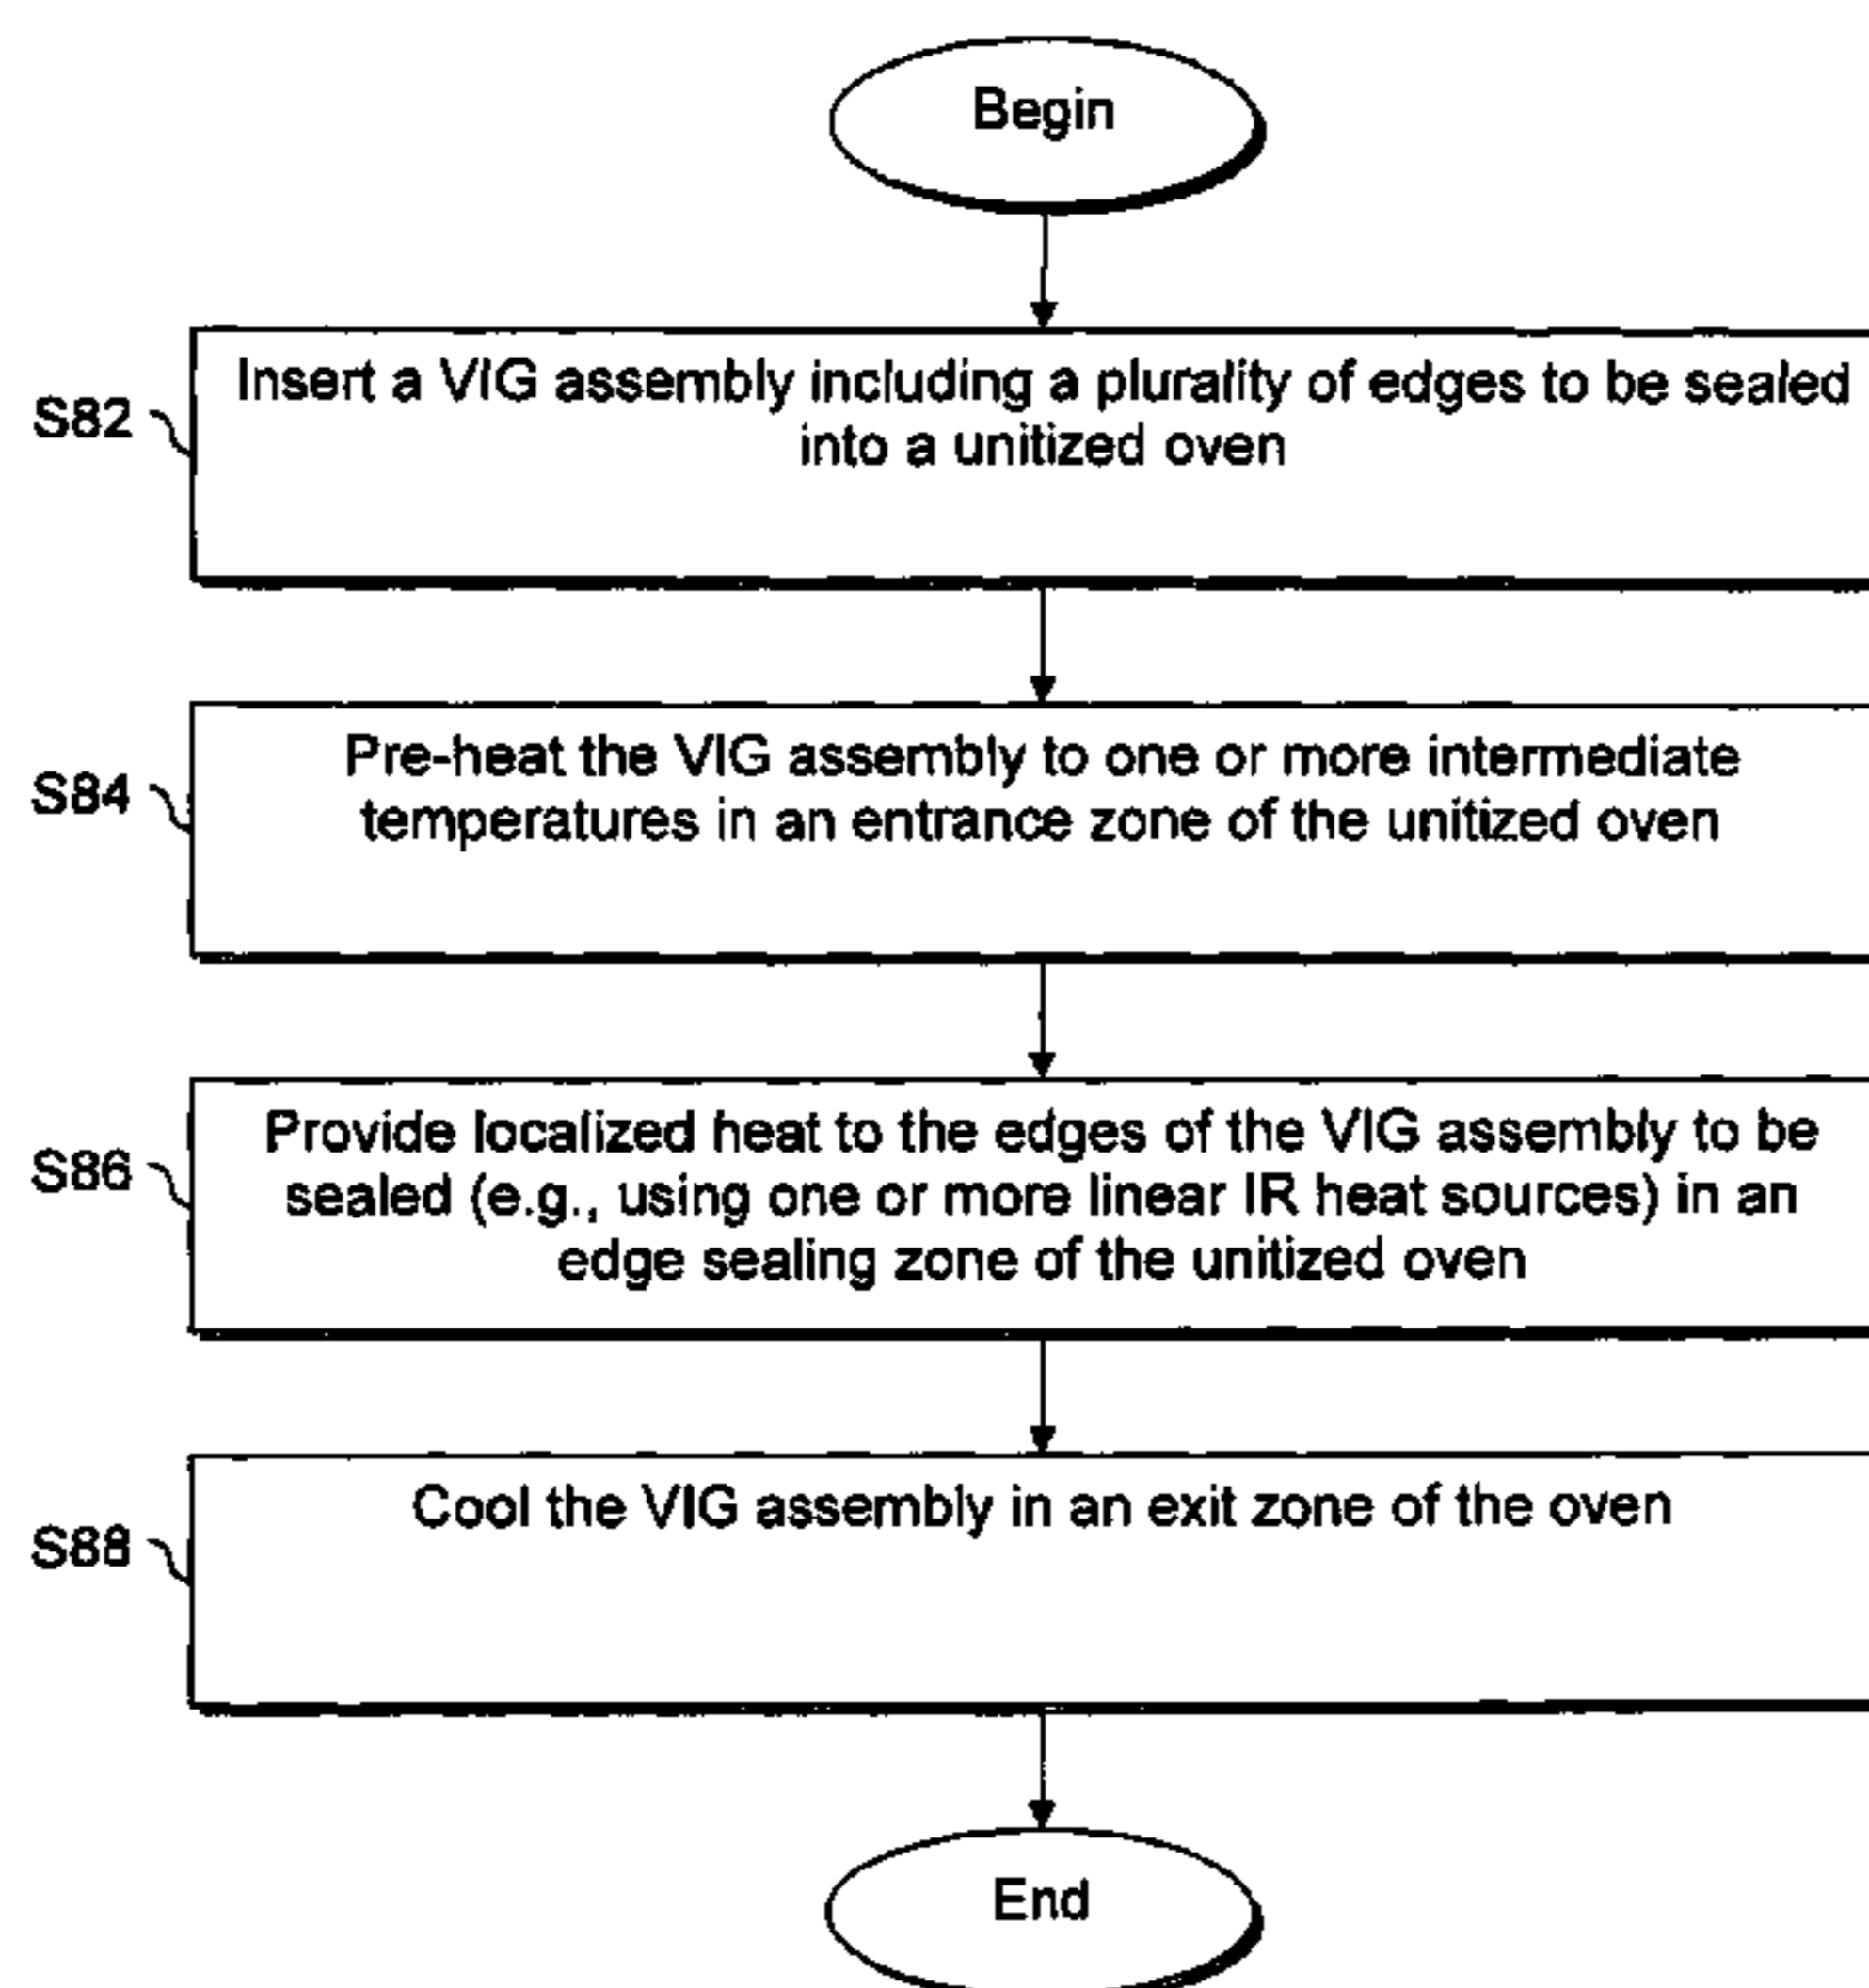 Begin
Insert a VIG assembly including a plurality of edges to be sealed
into a unitized oven
S82
Pre-heat the VIG assembly to one or more intermediate
temperatures in an entrance zone of the unitized oven
S84
Provide localized heat to the edges of the VIG assembly to be
sealed (e.g., using one or more linear IR heat sources) in an
edge sealing zone of the unitized oven
S86
Cool the VIG assembly in an exit zone of the oven
S88
End